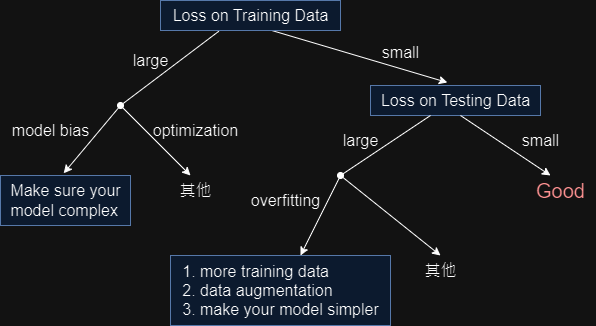 Loss on Training Data
large
small
Loss on Testing Data
model bias
optimization
large
small
Make sure your
model complex
其他
Good
overfitting
1. more training data
2. data augmentation
3. make your model simpler
其他